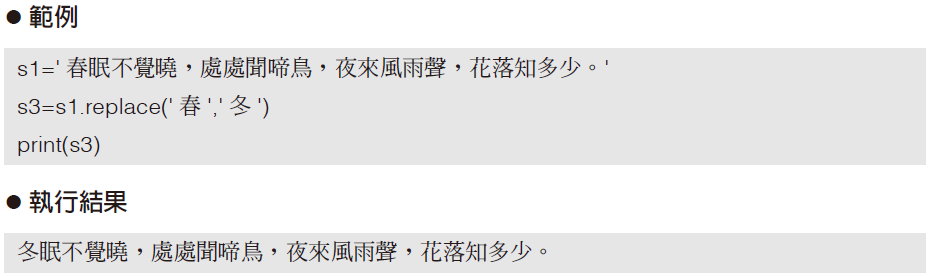 ● 範例
s1=' 春眠不覺曉，處處聞啼鳥，夜來風雨聲，花落知多少。'
s3=s1.replace(' 春 ',' 冬 ')
print(s3)
● 執行結果
冬眠不覺曉，處處聞啼鳥，夜來風雨聲，花落知多少。